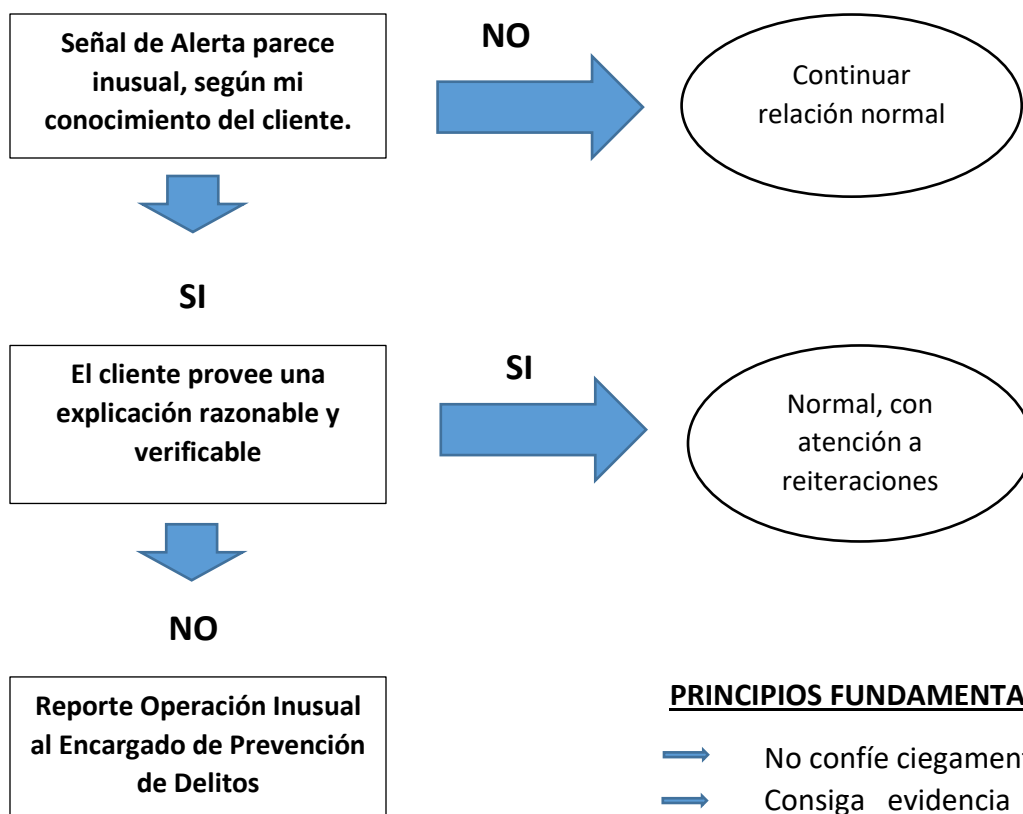 Señal de Alerta parece
inusual, según mi
conocimiento del cliente.
NO
Continuar
relación normal
SI
El cliente provee una
explicación razonable y
verificable
SI
Normal, con
atención a
reiteraciones
NO
Reporte Operación Inusual
al Encargado de Prevención
de Delitos
PRINCIPIOS
No confíe
Consiga evidencia